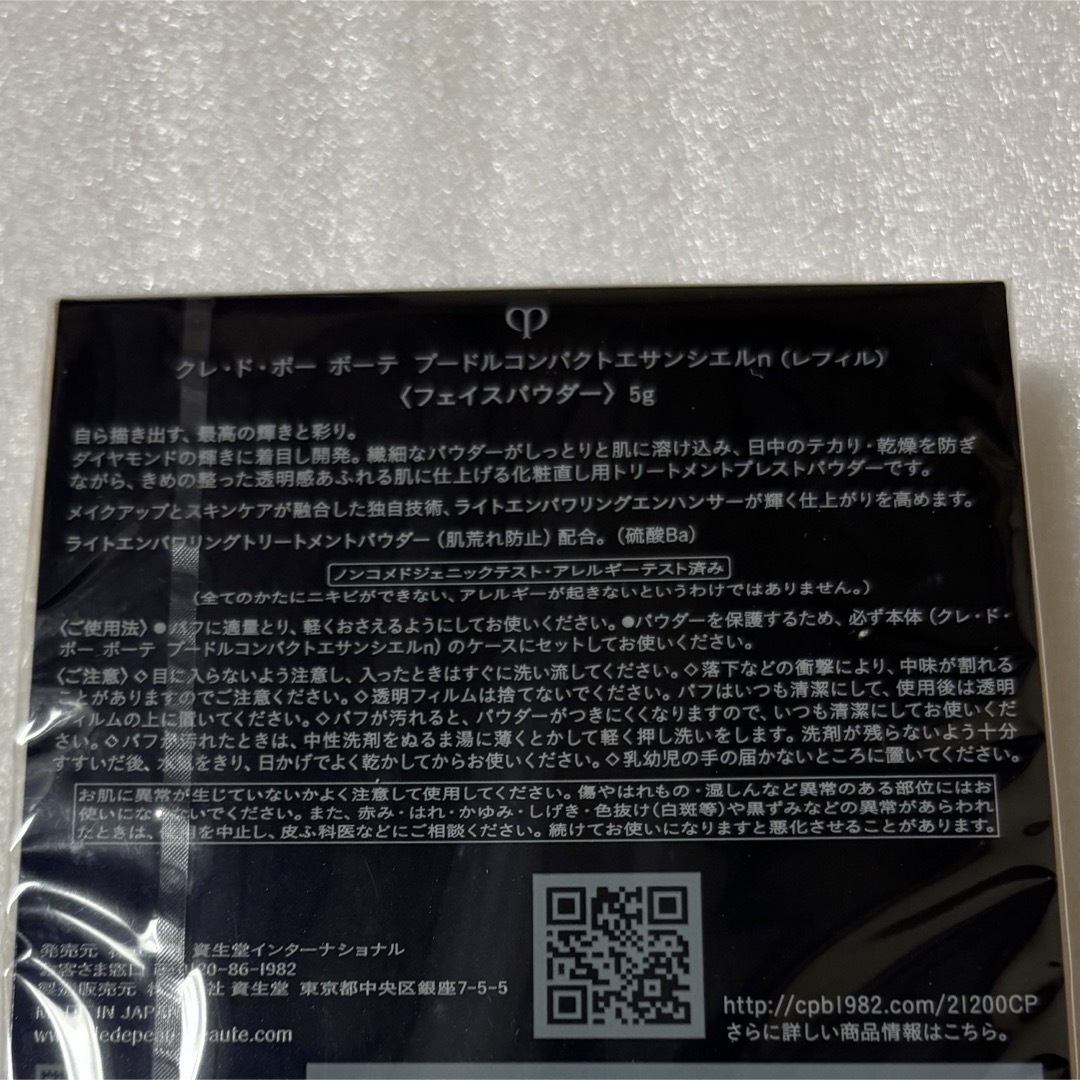 クレ・ド・ポー ボーテ プードルコンパクトエサンシエルn（レフィル）
〈フェイスパウダー〉5g
自ら描き出す、最高の輝きと彩り。
ダイヤモンドの輝きに着目し開発。繊細なパウダーがしっとりと肌に溶け込み、日中のテカリ・乾燥を防ぎ
ながら、きめの整った透明感あふれる肌に仕上げる化粧直し用トリートメントプレストパウダーです。
メイクアップとスキンケアが融合した独自技術、ライトエンパワリングエンハンサーが輝く仕上がりを高めます。
ライトエンパワリングトリートメントパウダー（肌荒れ防止）配合。（硫酸Ba）
ノンコメドジェニックテスト・アレルギーテスト済み
（全てのかたにニキビができない、アレルギーが起きないというわけではありません。）
〈ご使用法〉●パフに適量とり、軽くおさえるようにしてお使いください。●パウダーを保護するため、必ず本体（クレ・ド・
ポー ボーテ プードルコンパクトエサンシエルn）のケースにセットしてお使いください。
〈ご注意〉◇目に入らないよう注意し、入ったときはすぐに洗い流してください。◇落下などの衝撃により、中味が割れる
ことがありますのでご注意ください。◇透明フィルムは捨てないでください。パフはいつも清潔にして、使用後は透明
フィルムの上に置いてください。◇パフが汚れると、パウダーがつきにくくなりますので、いつも清潔にしてお使いくだ
さい。◇パフが汚れたときは、中性洗剤をぬるま湯に薄くとかして軽く押し洗いをします。洗剤が残らないよう十分
すすいだ後、水気をきり、日かげでよく乾かしてからお使いください。◇乳幼児の手の届かないところに置いてください。
お肌に異常が生じていないかよく注意して使用してください。傷やはれもの・湿しんなど異常のある部位にはお
使いにならないでください。また、赤み・はれ・かゆみ・しげき・色抜け(白斑等)や黒ずみなどの異常があらわれ
たときは、使用を中止し、皮ふ科医などにご相談ください。続けてお使いになりますと悪化させることがあります。
発売元 資生堂インターナショナル
お客さま窓口 20-86-1982
製造販売元 株式会社 資生堂 東京都中央区銀座7-5-5
MADE IN JAPAN
http://cpb1982.com/21200CP
さらに詳しい商品情報はこちら。